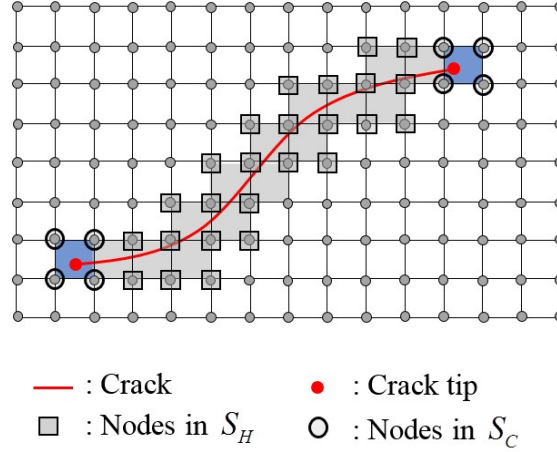 : Crack
: Crack tip
: Nodes in S_H
: Nodes in S_C